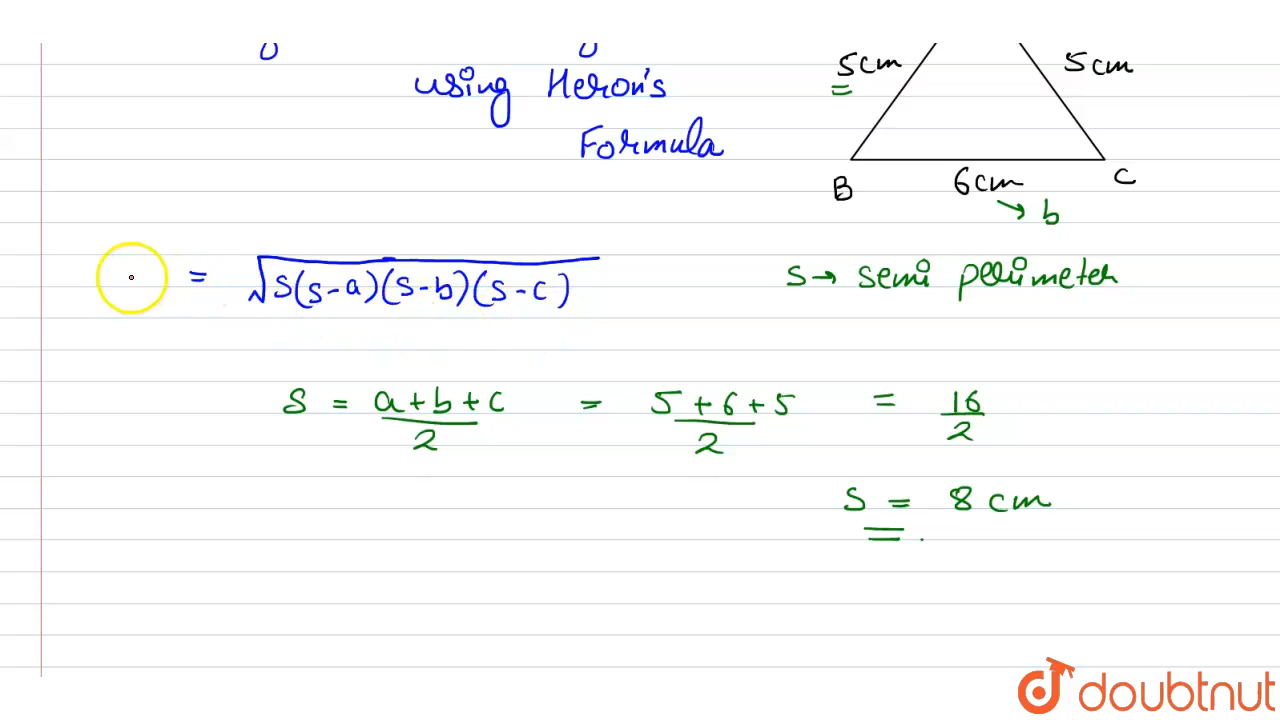 5cm 5cm
using Heron's
Formula
B 6cm C
→ b
= √S(S-a)(S-b)(S-c) S → semi perimeter
S = a+b+c/2 = 5+6+5/2 = 16/2
S = 8 cm
doubtnut